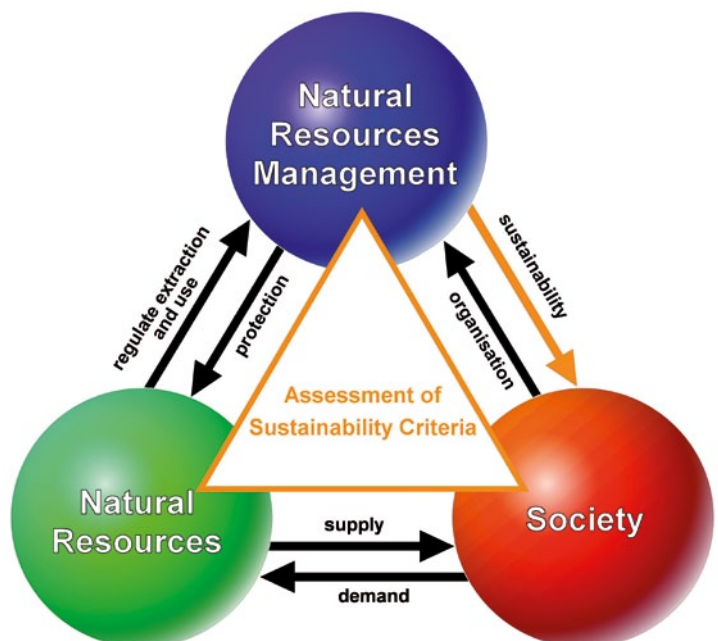 Natural
Resources
Management
regulate extraction
and use
protection
sustainability
organisation
Assessment of
Sustainability Criteria
Natural
Resources
supply
demand
Society